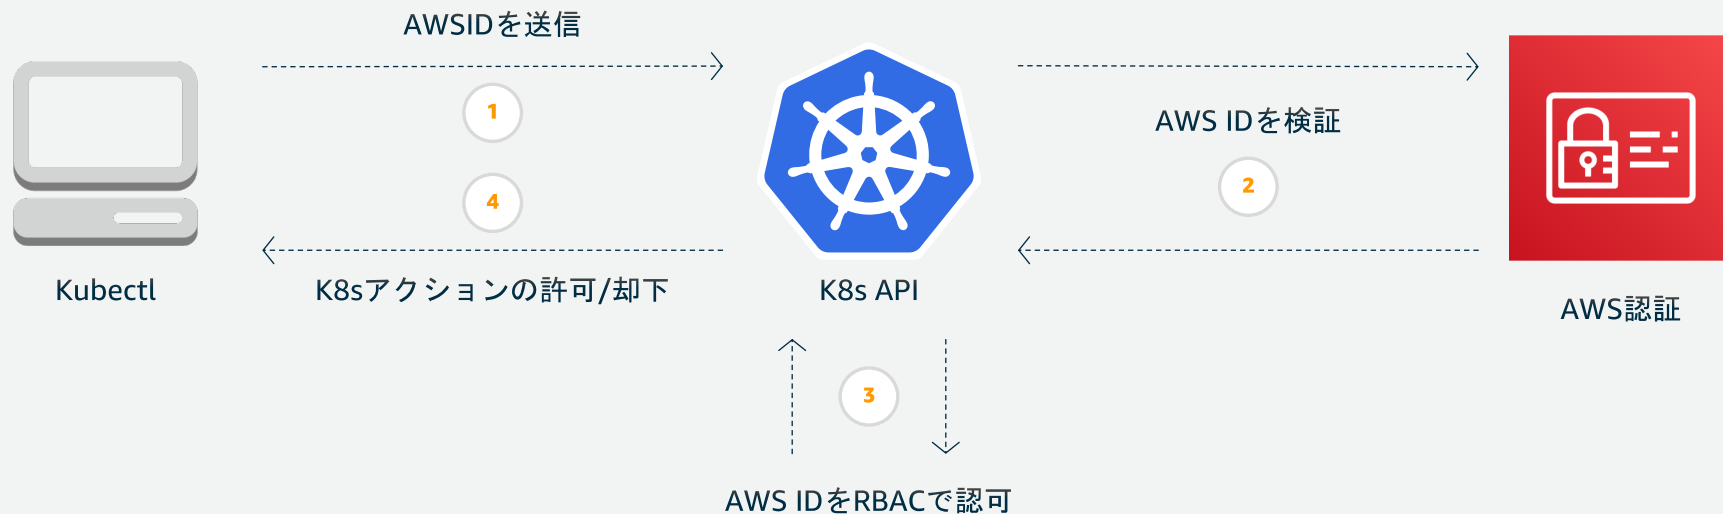 AWSIDを送信
1
AWS IDを検証
2
4
Kubectl
K8sアクションの許可/却下
K8s API
AWS認証
3
AWS IDをRBACで認可